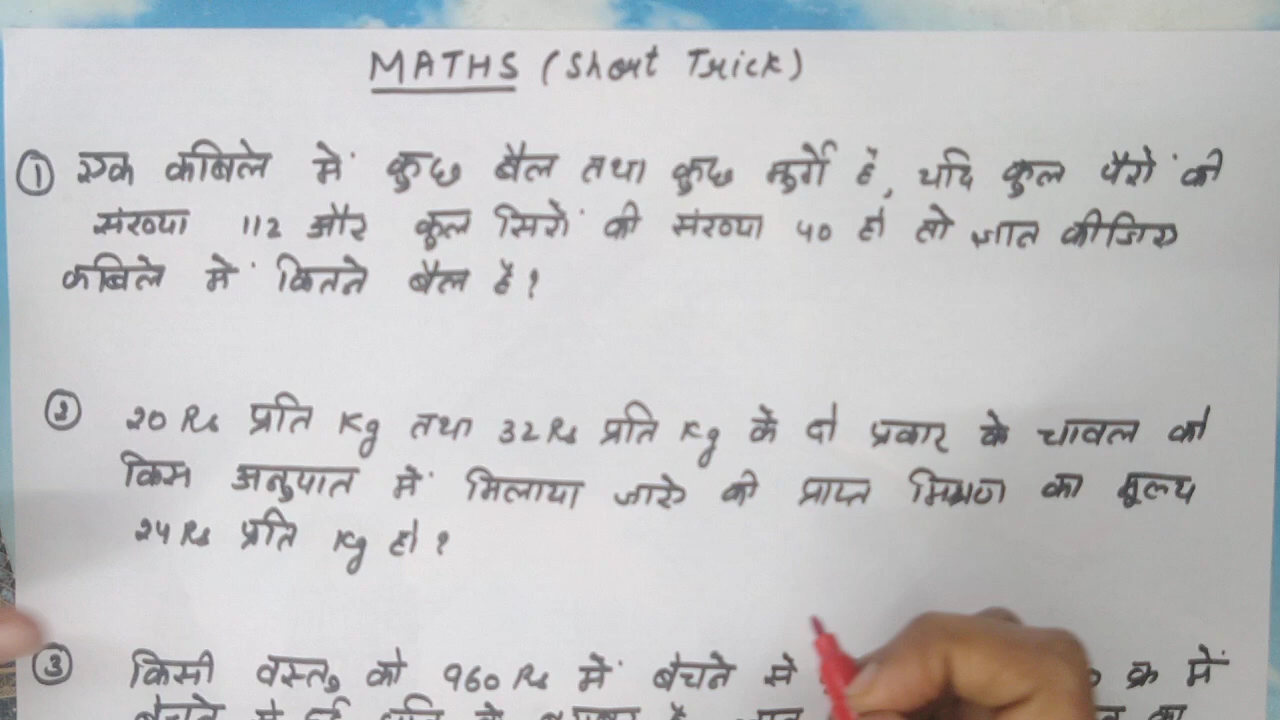 MATHS (Short Trick)
① एक कबिले में कुछ बैल तथा कुछ मुर्गे है, यदि कुल पैरों की
संख्या 112 और कुल सिरों की संख्या 40 हो तो ज्ञात कीजिए
कबिले में कितने बैल है?
② 20 Rs प्रति Kg तथा 32 Rs प्रति Kg के दो प्रकार के चावल को
किस अनुपात में मिलाया जाऐ की प्राप्त मिश्रण का मूल्य
24 Rs प्रति Kg हो?
③ किसी वस्तु को 960 Rs में बेचने से रु में
बेचने